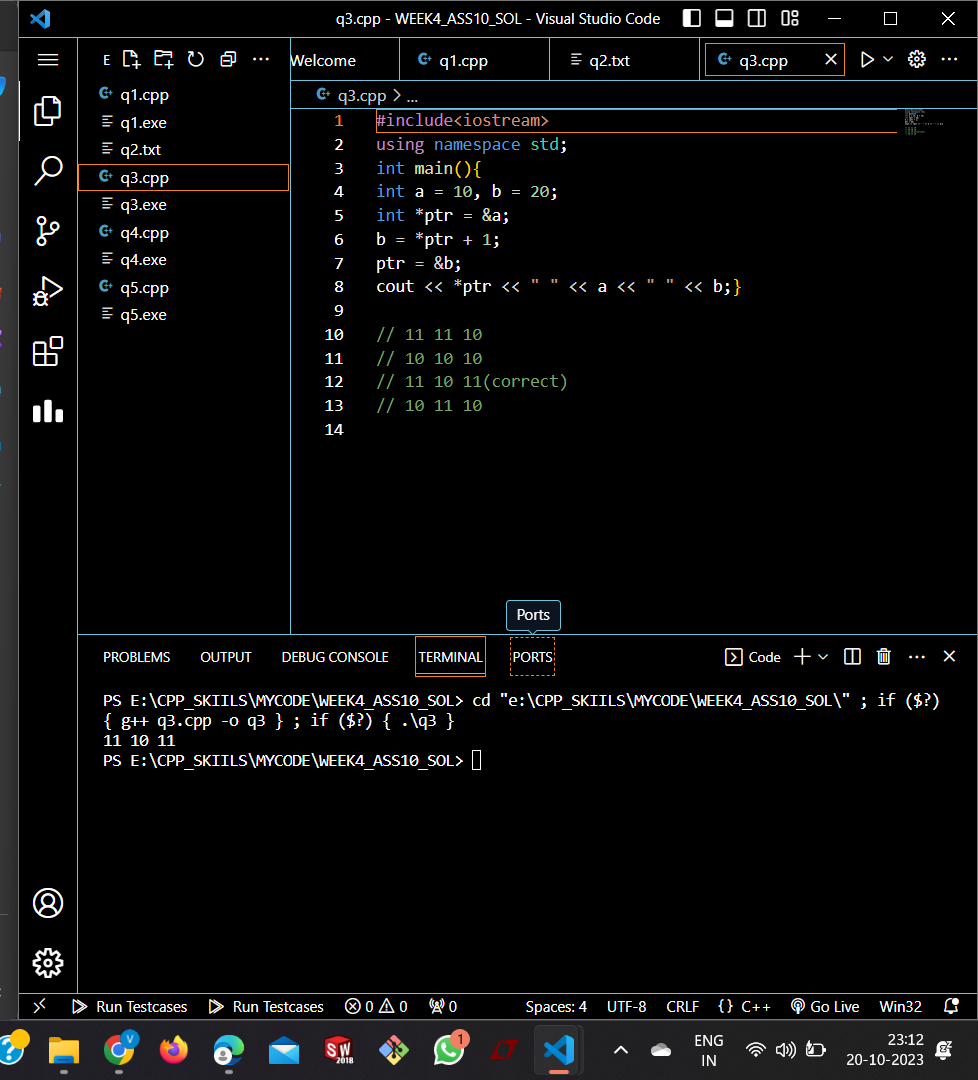 q3.cpp - WEEK4_ASS10_SOL - Visual Studio Code
E
Welcome
q1.cpp
q2.txt
q3.cpp
q1.cpp
q1.exe
q2.txt
q3.cpp
q3.exe
q4.cpp
q4.exe
q5.cpp
q5.exe
q3.cpp > ...
1 #include<iostream>
2 using namespace std;
3 int main(){
4 int a = 10, b = 20;
5 int *ptr = &a;
6 b = *ptr + 1;
7 ptr = &b;
8 cout << *ptr << " " << a << " " << b;}
9
10 // 11 11 10
11 // 10 10 10
12 // 11 10 11(correct)
13 // 10 11 10
14
Ports
PROBLEMS OUTPUT DEBUG CONSOLE TERMINAL PORTS Code
PS E:\CPP_SKIILS\MYCODE\WEEK4_ASS10_SOL> cd "e:\CPP_SKIILS\MYCODE\WEEK4_ASS10_SOL\" ; if ($?)
{ g++ q3.cpp -o q3 } ; if ($?) { .\q3 }
11 10 11
PS E:\CPP_SKIILS\MYCODE\WEEK4_ASS10_SOL>
Run Testcases Run Testcases 0 0 0 Spaces: 4 UTF-8 CRLF {} C++ Go Live Win32
V
SW
2018
1
LT
ENG
IN
23:12
20-10-2023